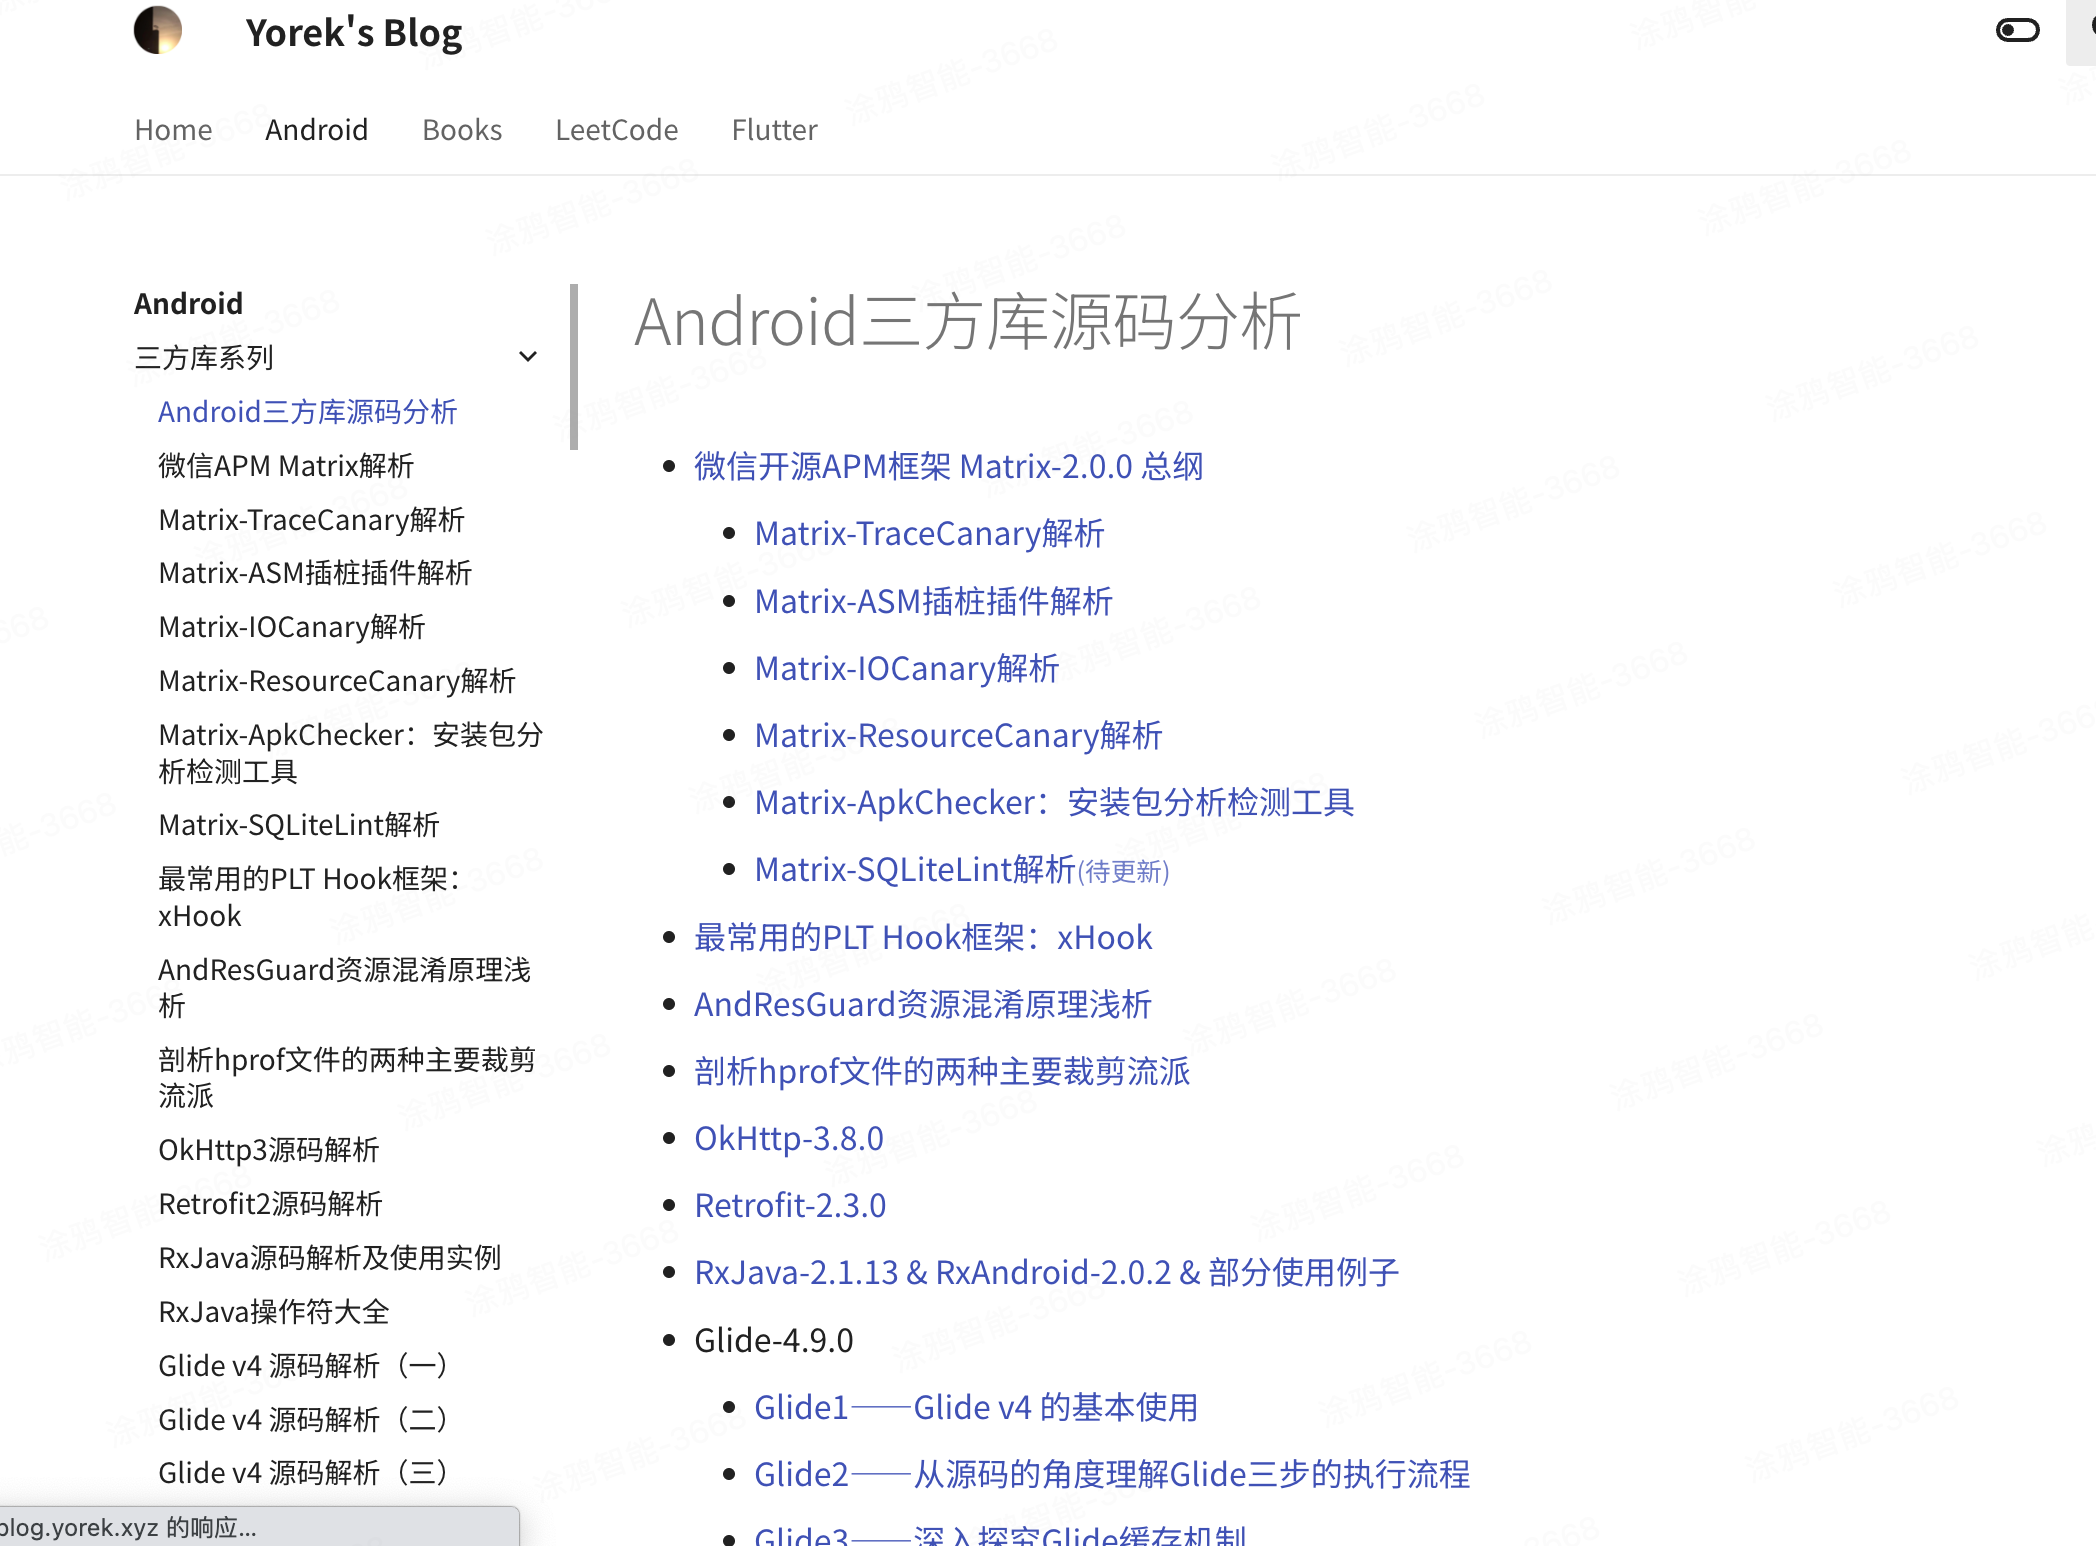 Yorek's Blog
Home
Android
Books
LeetCode
Flutter
Android
三方库系列
Android三方库源码分析
微信APM Matrix解析
Matrix-TraceCanary解析
Matrix-ASM插桩插件解析
Matrix-IOCanary解析
Matrix-ResourceCanary解析
Matrix-ApkChecker：安装包分
析检测工具
Matrix-SQLiteLint解析
最常用的PLT Hook框架：
xHook
AndResGuard资源混淆原理浅
析
剖析hprof文件的两种主要裁剪
流派
OkHttp3源码解析
Retrofit2源码解析
RxJava源码解析及使用实例
RxJava操作符大全
Glide v4 源码解析（一）
Glide v4 源码解析（二）
Glide v4 源码解析（三）
blog.yorek.xyz 的响应...
Android三方库源码分析
微信开源APM框架 Matrix-2.0.0 总纲
Matrix-TraceCanary解析
Matrix-ASM插桩插件解析
Matrix-IOCanary解析
Matrix-ResourceCanary解析
Matrix-ApkChecker：安装包分析检测工具
Matrix-SQLiteLint解析(待更新)
最常用的PLT Hook框架：xHook
AndResGuard资源混淆原理浅析
剖析hprof文件的两种主要裁剪流派
OkHttp-3.8.0
Retrofit-2.3.0
RxJava-2.1.13 & RxAndroid-2.0.2 & 部分使用例子
Glide-4.9.0
Glide1——Glide v4 的基本使用
Glide2——从源码的角度理解Glide三步的执行流程
Glide3——深入探究Glide缓存机制
涂鸦智能-3668